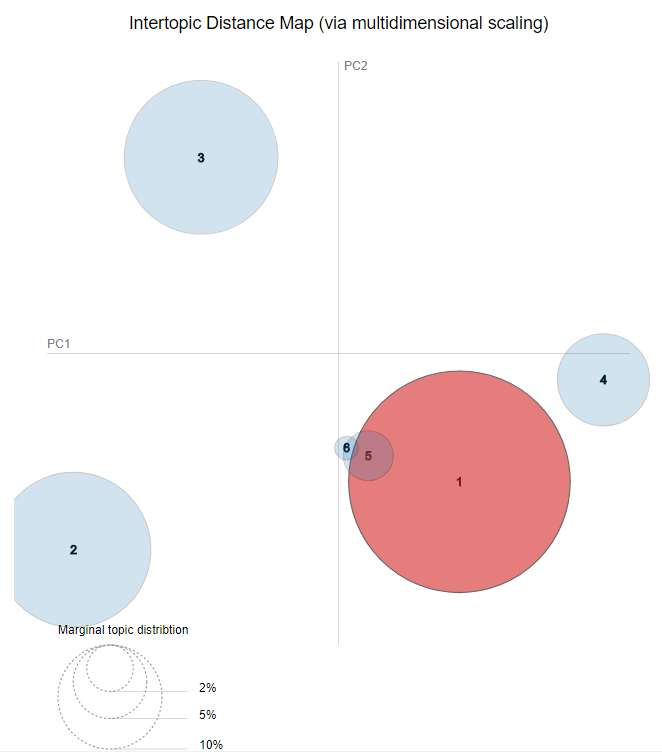 Intertopic Distance Map (via multidimensional scaling)
PC2
3
PC1
4
6
5
1
2
Marginal topic distribtion
2%
5%
10%